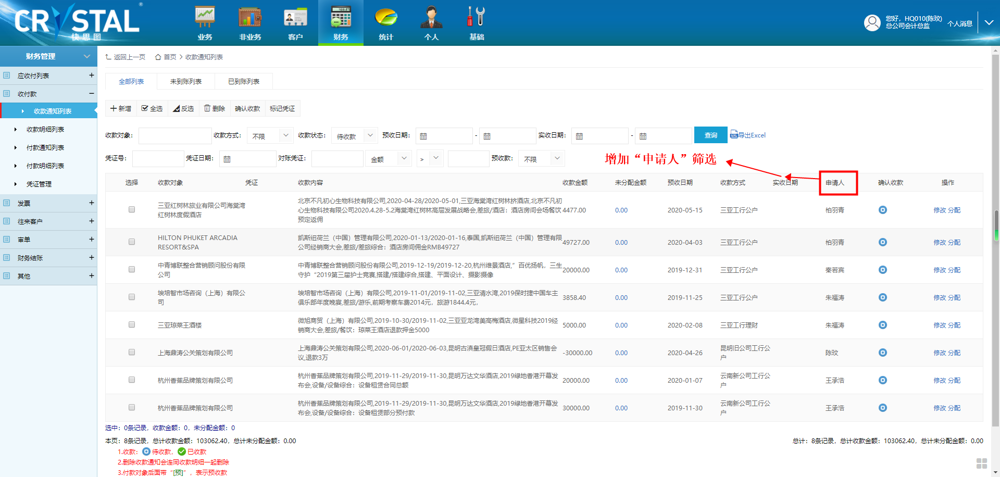 CRYSTAL
®
快思图
业务
非业务
客户
财务
统计
个人
基础
您好，HQ010(陈玟)
总公司会计总监
个人消息
财务管理
应收付列表 +
收付款 −
收款通知列表
收款明细列表
付款通知列表
付款明细列表
凭证管理
发票 +
往来客户 +
审单 +
财务结账 +
其他 +
返回上一页 首页 > 收款通知列表
全部列表 未到账列表 已到账列表
新增 全选 反选 删除 确认收款 标记凭证
收款对象： 收款方式： 不限 收款状态： 待收款 预收日期： - 实收日期： - 查询 导出Excel
凭证号： 凭证日期： 对账凭证： 金额 > 预收款： 不限
增加“申请人”筛选
选择 收款对象 凭证 收款内容 收款金额 未分配金额 预收日期 收款方式 实收日期 申请人 确认收款 操作
三亚红树林旅业有限公司海棠湾
红树林度假酒店
北京不凡初心生物科技有限公司,2020-04-28/2020-05-01,三亚海棠湾红树林挤酒店,北京不凡初
心生物科技有限公司2020.4.28-5.2海棠湾红树林高层发展战略会,差旅/酒店：酒店房间会场餐饮
预定返佣
4477.00 0.00 2020-05-15 三亚工行公户 柏羽青 修改 分配
HILTON PHUKET ARCADIA
RESORT&SPA
凯斯纽荷兰（中国）管理有限公司,2020-01-13/2020-01-16,泰国,凯斯纽荷兰（中国）管理有限
公司经销商大会,差旅/差旅综合：酒店房间佣金RMB49727
49727.00 0.00 2020-04-03 三亚工行公户 柏羽青 修改 分配
中青博联整合营销顾问股份有限
公司
中青博联整合营销顾问股份有限公司,2019-12-19/2019-12-20,杭州维景酒店,”百优扬帆，三生
守护“2019第三届护士竞赛,搭建/搭建综合,搭建、平面设计、摄影摄像
20000.00 0.00 2019-12-31 三亚工行公户 秦若宾 修改 分配
埃培智市场咨询（上海）有限公
司
埃培智市场咨询（上海）有限公司,2019-11-01/2019-11-02,三亚清水湾,2019保时捷中国车主
俱乐部年度晚宴,差旅/游乐,前期考察车费2014元，旅游1844.4元，
3858.40 0.00 2019-11-25 三亚工行公户 朱福涛 修改 分配
三亚琼莱王酒楼
微旭商贸（上海）有限公司,2019-10-30/2019-11-02,三亚亚龙湾美高梅酒店,微星科技2019经
销商大会,差旅/餐饮：琼莱王酒店退款押金5000
5000.00 0.00 2020-02-08 三亚工行理财 朱福涛 修改 分配
上海鼎涛公关策划有限公司
上海鼎涛公关策划有限公司,2020-06-01/2020-06-03,昆明古滇皇冠假日酒店,PE亚太区销售会
议,退款3万
-30000.00 0.00 2020-04-26 昆明旧公司工行公
户
陈玟 修改 分配
杭州香蕉品牌策划有限公司
杭州香蕉品牌策划有限公司,2019-11-29/2019-11-30,昆明万达文华酒店,2019绿地香港开幕发
布会,设备/设备综合：设备租赁合同总额
20000.00 0.00 2020-01-07 云南新公司工行公
户
王承浩 修改 分配
杭州香蕉品牌策划有限公司
杭州香蕉品牌策划有限公司,2019-11-29/2019-11-30,昆明万达文华酒店,2019绿地香港开幕发
布会,设备/设备综合：设备租赁部分预付款
30000.00 0.00 2019-11-30 云南新公司工行公
户
王承浩 修改 分配
选中：0条记录，收款金额：0，未分配金额：0
本页：8条记录，总计收款金额：103062.40，总计未分配金额：0.00
总计：8条记录，总计收款金额：103062.40，总计未分配金额：0.00
1.收款： 待收款， 已收款
2.删除收款通知会连同收款明细一起删除
3.付款对象后面带“[预]”，表示预收款